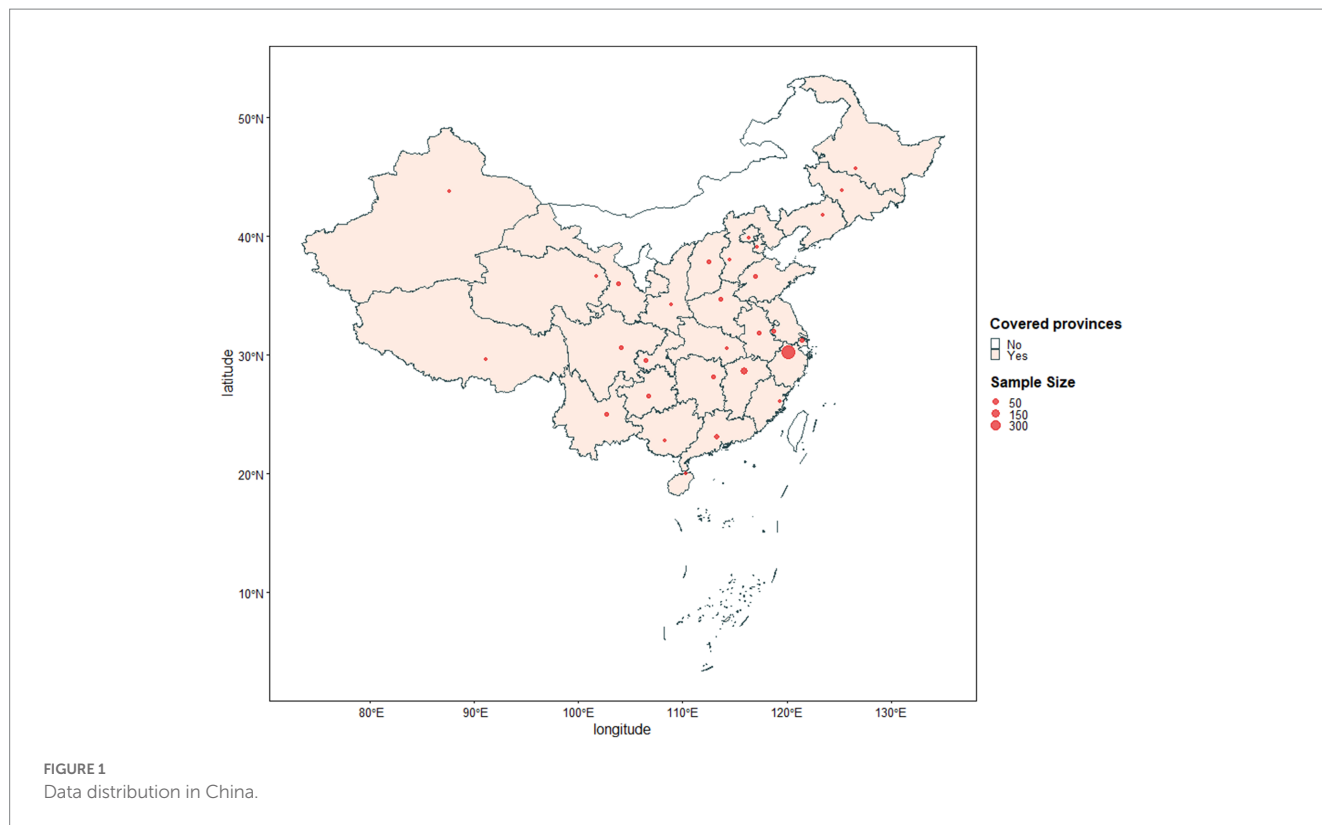 50°N
40°N
30°N
20°N
10°N
latitude
80°E
90°E
100°E
110°E
120°E
130°E
longitude
Covered provinces
No
Yes
Sample Size
50
150
300
FIGURE 1
Data distribution in China.